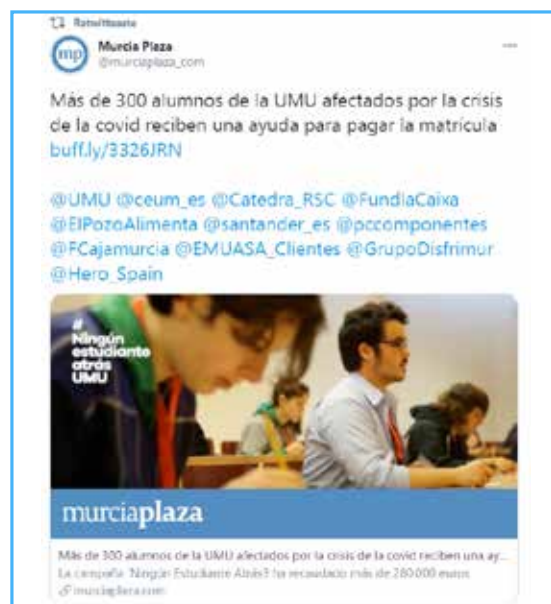 Retwitteaste
mp
Murcia Plaza
@murciaplaza_com
Más de 300 alumnos de la UMU afectados por la crisis
de la covid reciben una ayuda para pagar la matrícula
buff.ly/3326JRN
@UMU @ceum_es @Catedra_RSC @FundlaCaixa
@ElPozoAlimenta @santander_es @pccomponentes
@FCajamurcia @EMUASA_Clientes @GrupoDisfrimur
@Hero_Spain
#
Ningún
estudiante
atrás
UMU
murciaplaza
Más de 300 alumnos de la UMU afectados por la crisis de la covid reciben una ay...
La campaña 'Ningún Estudiante Atrás' ha recaudado más de 280.000 euros
murciaplaza.com